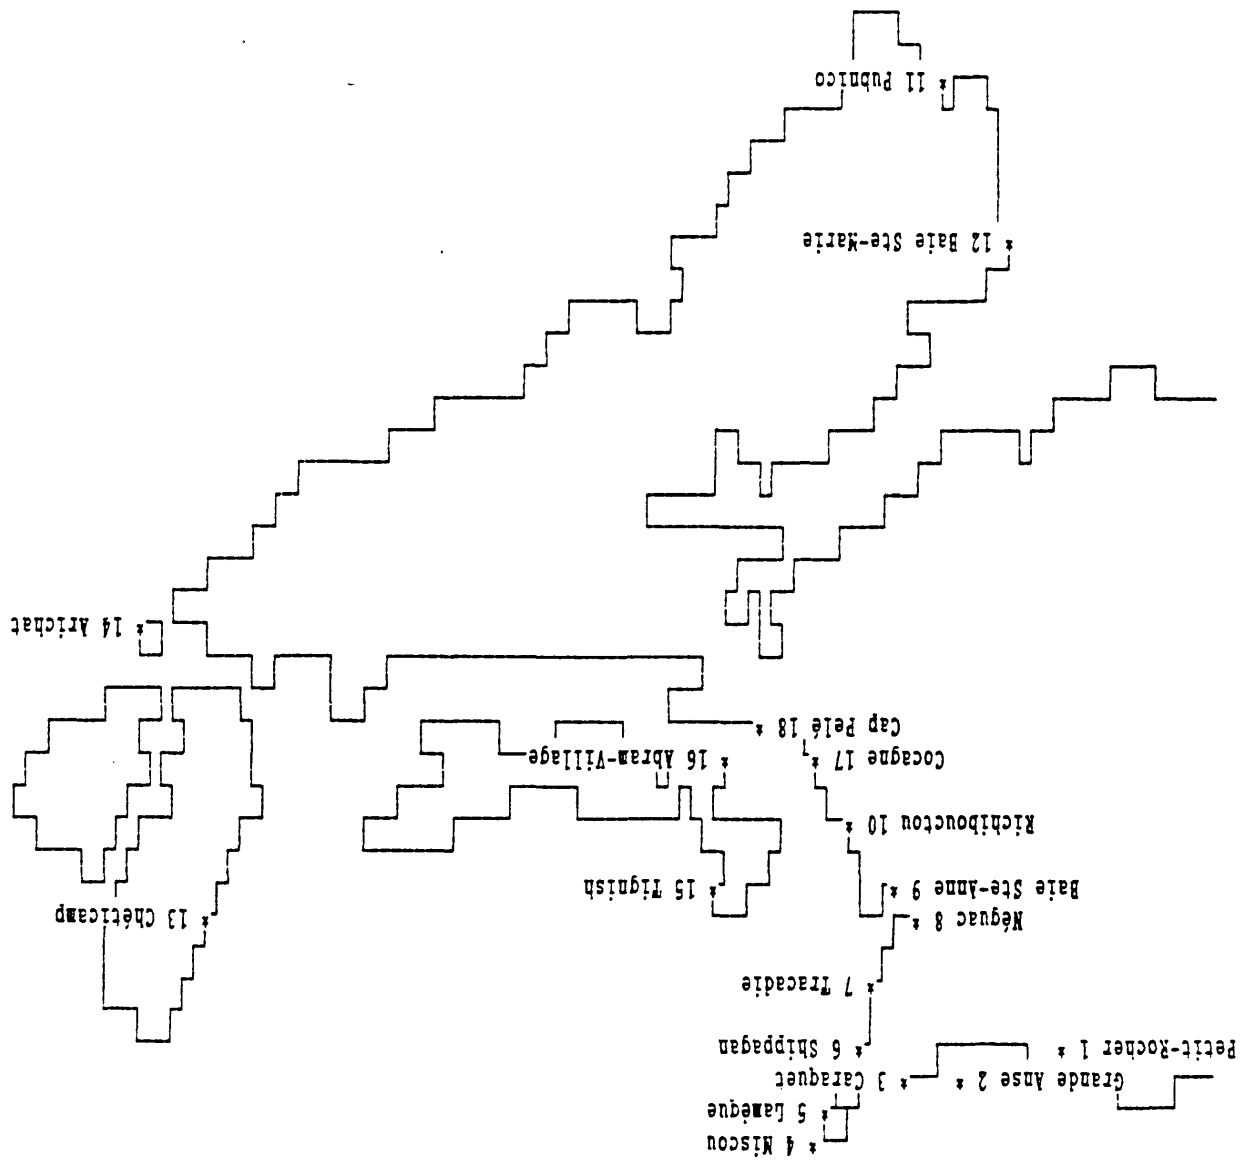 * 4 Miscou
* 5 Lamèque
Grande Anse 2 *
* 3 Caraquet
Petit-Rocher 1 *
* 6 Shippagan
* 7 Tracadie
Néguac 8 *
* 13 Chéticamp
Baie Ste-Anne 9 *
* 15 Tignish
Richibouctou 10 *
Cocagne 17 *
* 16 Abram-Village
Cap Pelé 18 *
* 14 Arichat
* 12 Baie Ste-Marie
* 11 Pubnico